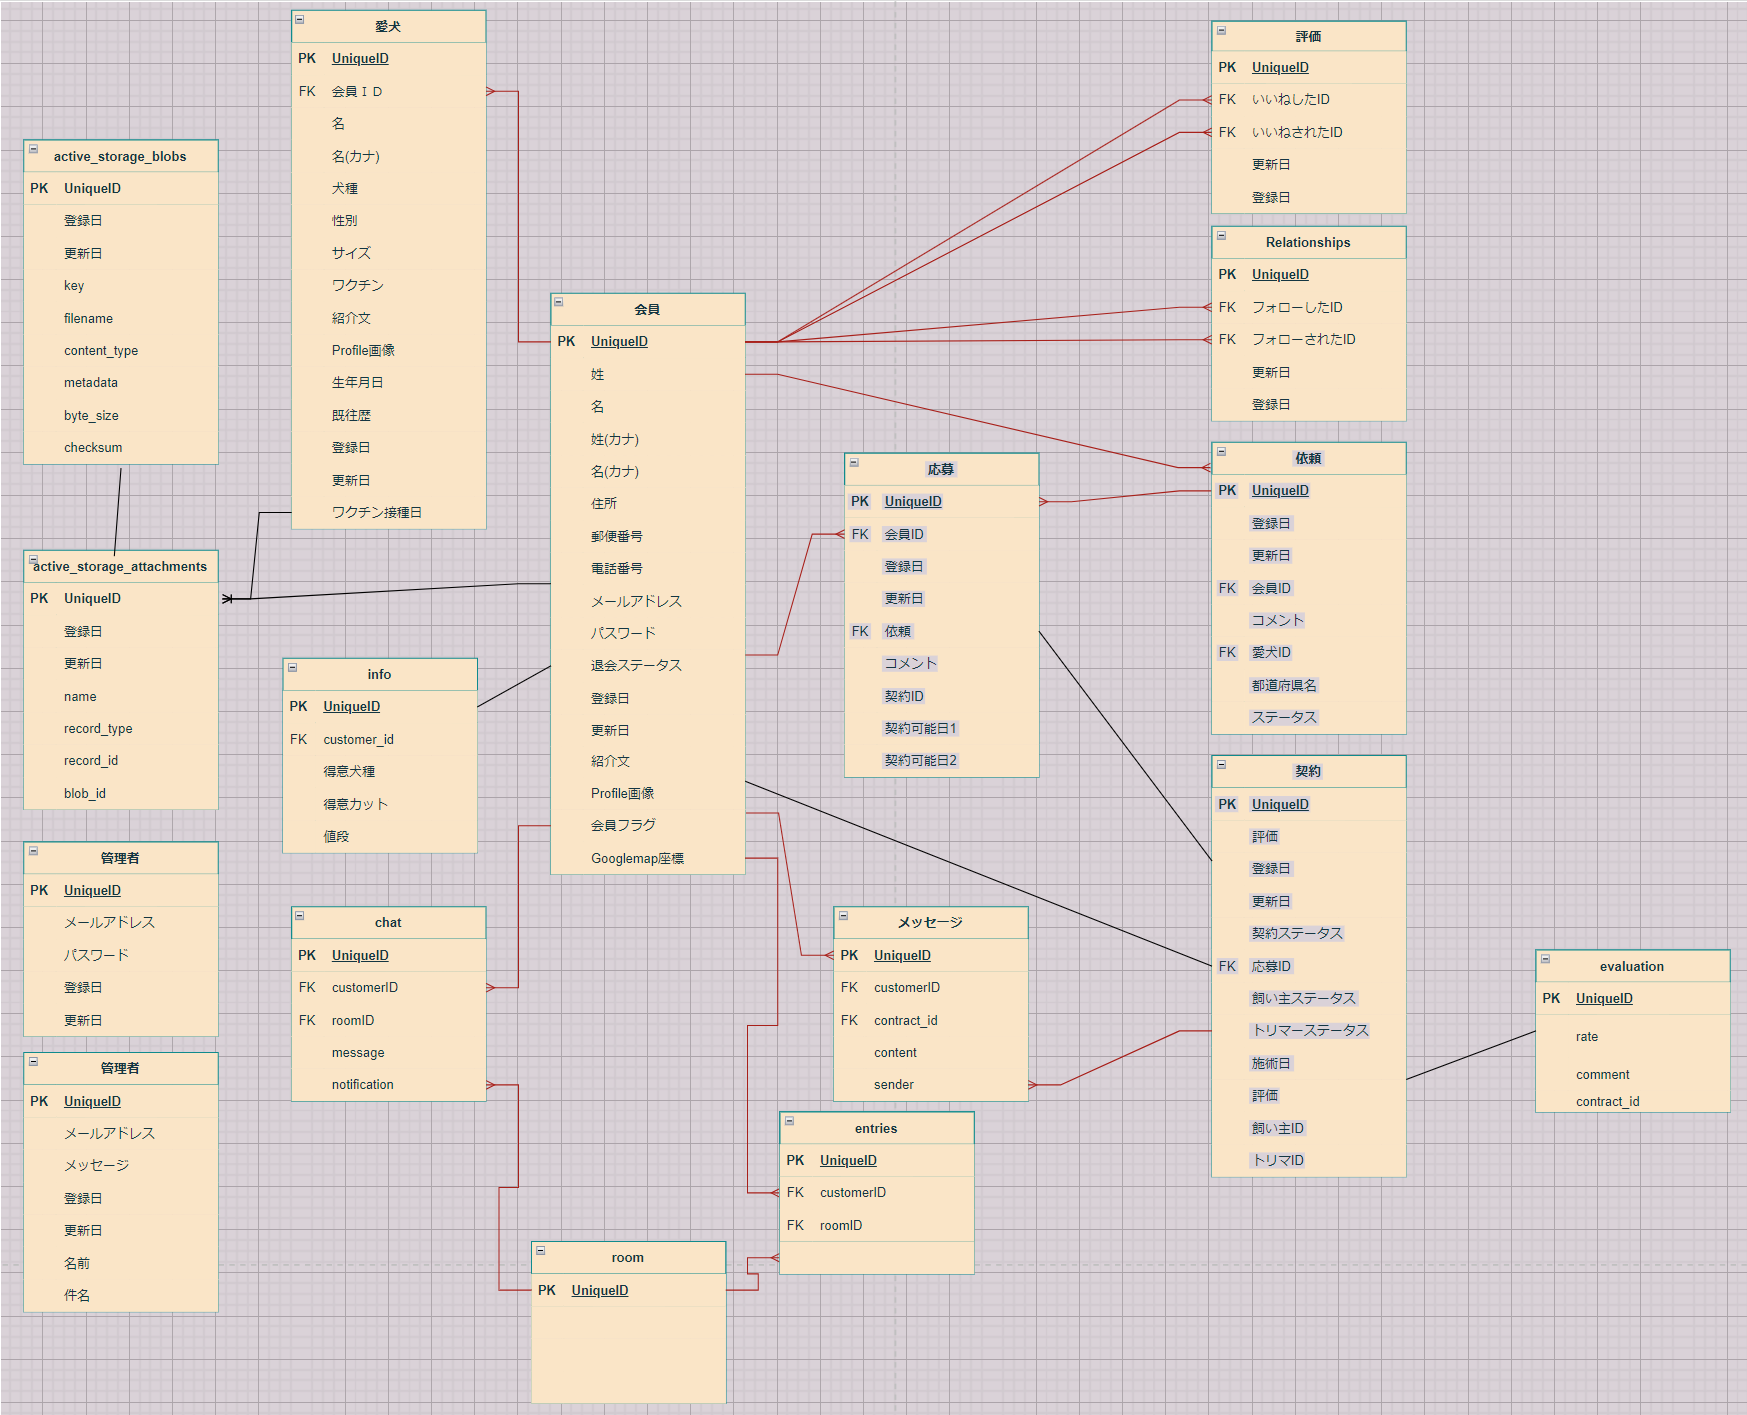 愛犬
PK UniqueID
FK 会員ＩＤ
名
名(カナ)
犬種
性別
サイズ
ワクチン
紹介文
Profile画像
生年月日
既往歴
登録日
更新日
ワクチン接種日
active_storage_blobs
PK UniqueID
登録日
更新日
key
filename
content_type
metadata
byte_size
checksum
active_storage_attachments
PK UniqueID
登録日
更新日
name
record_type
record_id
blob_id
管理者
PK UniqueID
メールアドレス
パスワード
登録日
更新日
管理者
PK UniqueID
メールアドレス
メッセージ
登録日
更新日
名前
件名
info
PK UniqueID
FK customer_id
得意犬種
得意カット
値段
chat
PK UniqueID
FK customerID
FK roomID
message
notification
会員
PK UniqueID
姓
名
姓(カナ)
名(カナ)
住所
郵便番号
電話番号
メールアドレス
パスワード
退会ステータス
登録日
更新日
紹介文
Profile画像
会員フラグ
Googlemap座標
room
PK UniqueID
応募
PK UniqueID
FK 会員ID
登録日
更新日
FK 依頼
コメント
契約ID
契約可能日1
契約可能日2
メッセージ
PK UniqueID
FK customerID
FK contract_id
content
sender
entries
PK UniqueID
FK customerID
FK roomID
評価
PK UniqueID
FK いいねしたID
FK いいねされたID
更新日
登録日
Relationships
PK UniqueID
FK フォローしたID
FK フォローされたID
更新日
登録日
依頼
PK UniqueID
登録日
更新日
FK 会員ID
コメント
FK 愛犬ID
都道府県名
ステータス
契約
PK UniqueID
評価
登録日
更新日
契約ステータス
FK 応募ID
飼い主ステータス
トリマーステータス
施術日
評価
飼い主ID
トリマID
evaluation
PK UniqueID
rate
comment
contract_id